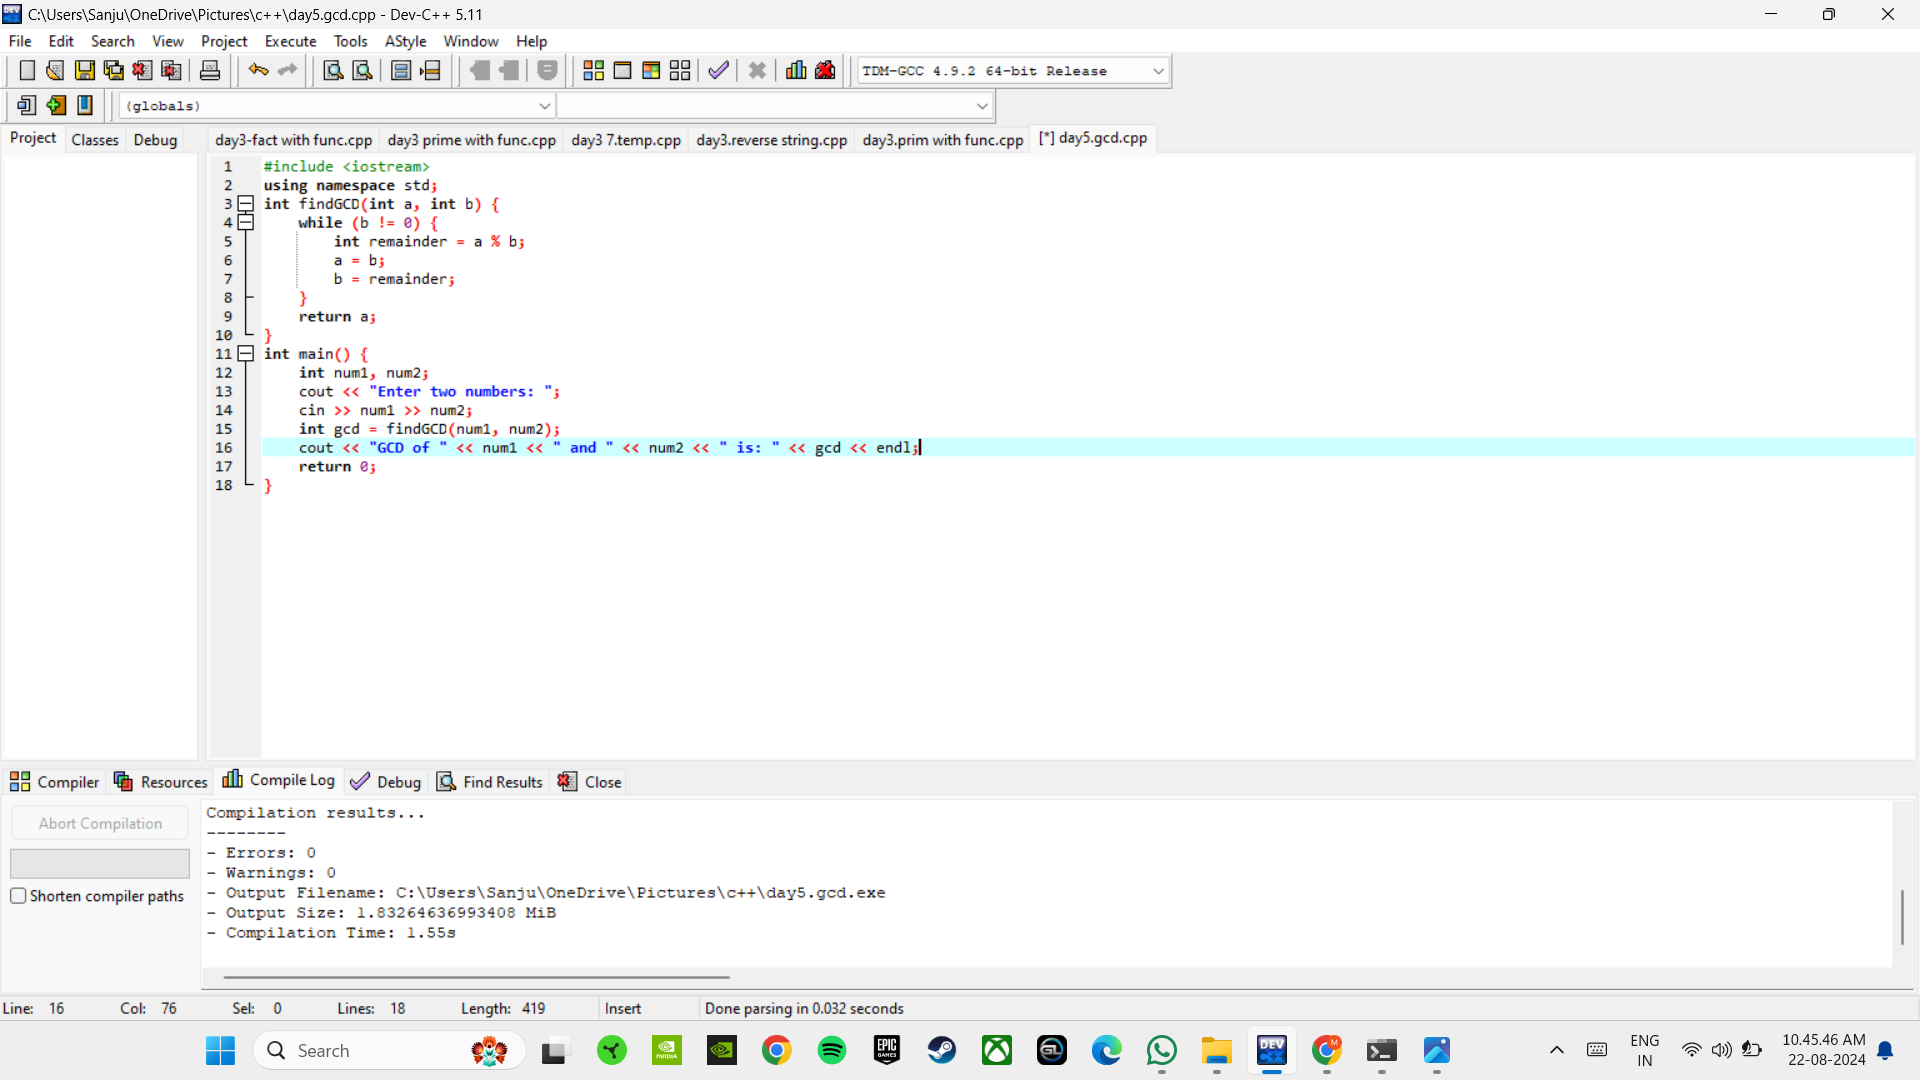 C:\Users\Sanju\OneDrive\Pictures\c++\day5.gcd.cpp - Dev-C++ 5.11
File Edit Search View Project Execute Tools AStyle Window Help
TDM-GCC 4.9.2 64-bit Release
(globals)
Project Classes Debug day3-fact with func.cpp day3 prime with func.cpp day3 7.temp.cpp day3.reverse string.cpp day3.prim with func.cpp [*] day5.gcd.cpp
1 #include <iostream>
2 using namespace std;
3 int findGCD(int a, int b) {
4 while (b != 0) {
5 int remainder = a % b;
6 a = b;
7 b = remainder;
8 }
9 return a;
10 }
11 int main() {
12 int num1, num2;
13 cout << "Enter two numbers: ";
14 cin >> num1 >> num2;
15 int gcd = findGCD(num1, num2);
16 cout << "GCD of " << num1 << " and " << num2 << " is: " << gcd << endl;
17 return 0;
18 }
Compiler Resources Compile Log Debug Find Results Close
Abort Compilation
Shorten compiler paths
Compilation results...
--------
- Errors: 0
- Warnings: 0
- Output Filename: C:\Users\Sanju\OneDrive\Pictures\c++\day5.gcd.exe
- Output Size: 1.83264636993408 MiB
- Compilation Time: 1.55s
Line: 16 Col: 76 Sel: 0 Lines: 18 Length: 419 Insert Done parsing in 0.032 seconds
Search
NVIDIA
EPIC GAMES
GL
DEV C++
M
ENG
IN
10.45.46 AM
22-08-2024